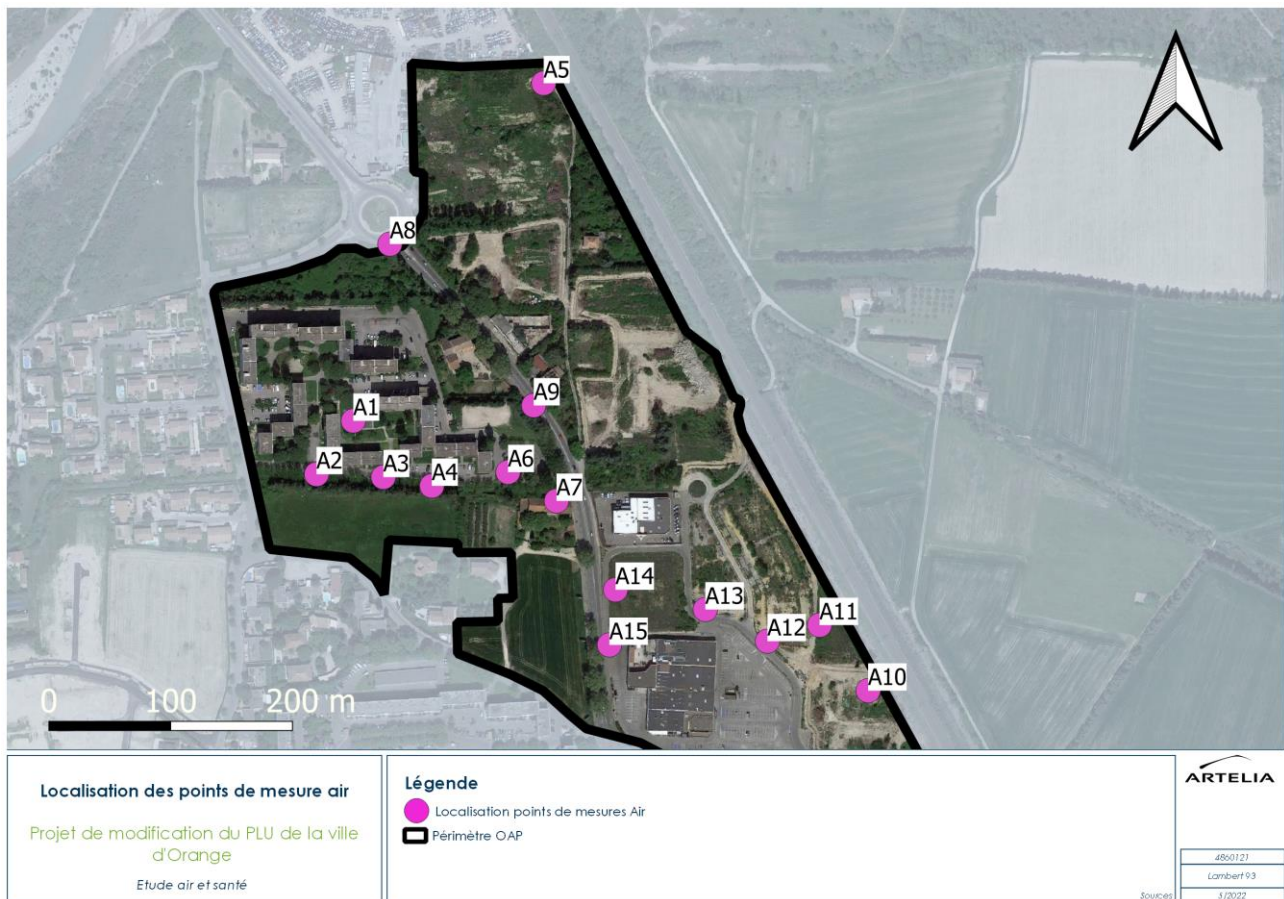 A5
A8
A9
A1
A2
A3
A4
A6
A7
A14
A13
A15
A12
A11
A10
0 100 200 m
Localisation des points de mesure air
Projet de modification du PLU de la ville
d'Orange
Etude air et santé
Légende
Localisation points de mesures Air
Périmètre OAP
ARTELIA
4860121
Lambert 93
Sources
3/2022